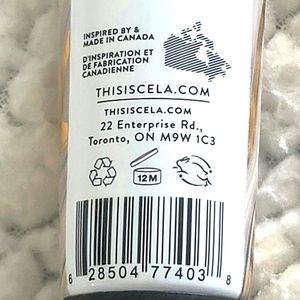 INSPIRED BY &
MADE IN CANADA
D'INSPIRATION ET
DE FABRICATION
CANADIENNE
THISISCELA.COM
THISISCELA.COM
22 Enterprise Rd.,
Toronto, ON M9W 1C3
12M
6 28504 77403 8